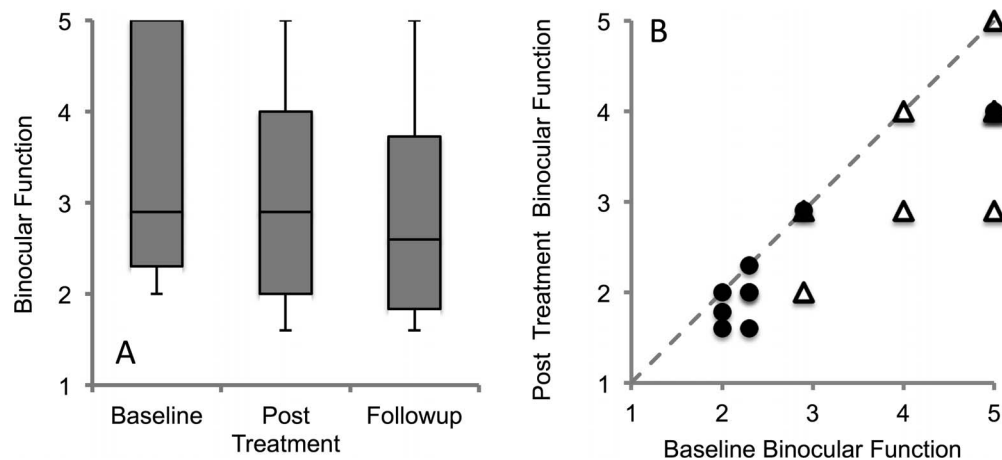 5
4
3
2
1
Binocular Function
A
Baseline
Post
Treatment
Followup
5
4
3
2
1
Post Treatment Binocular Function
B
1 2 3 4 5
Baseline Binocular Function